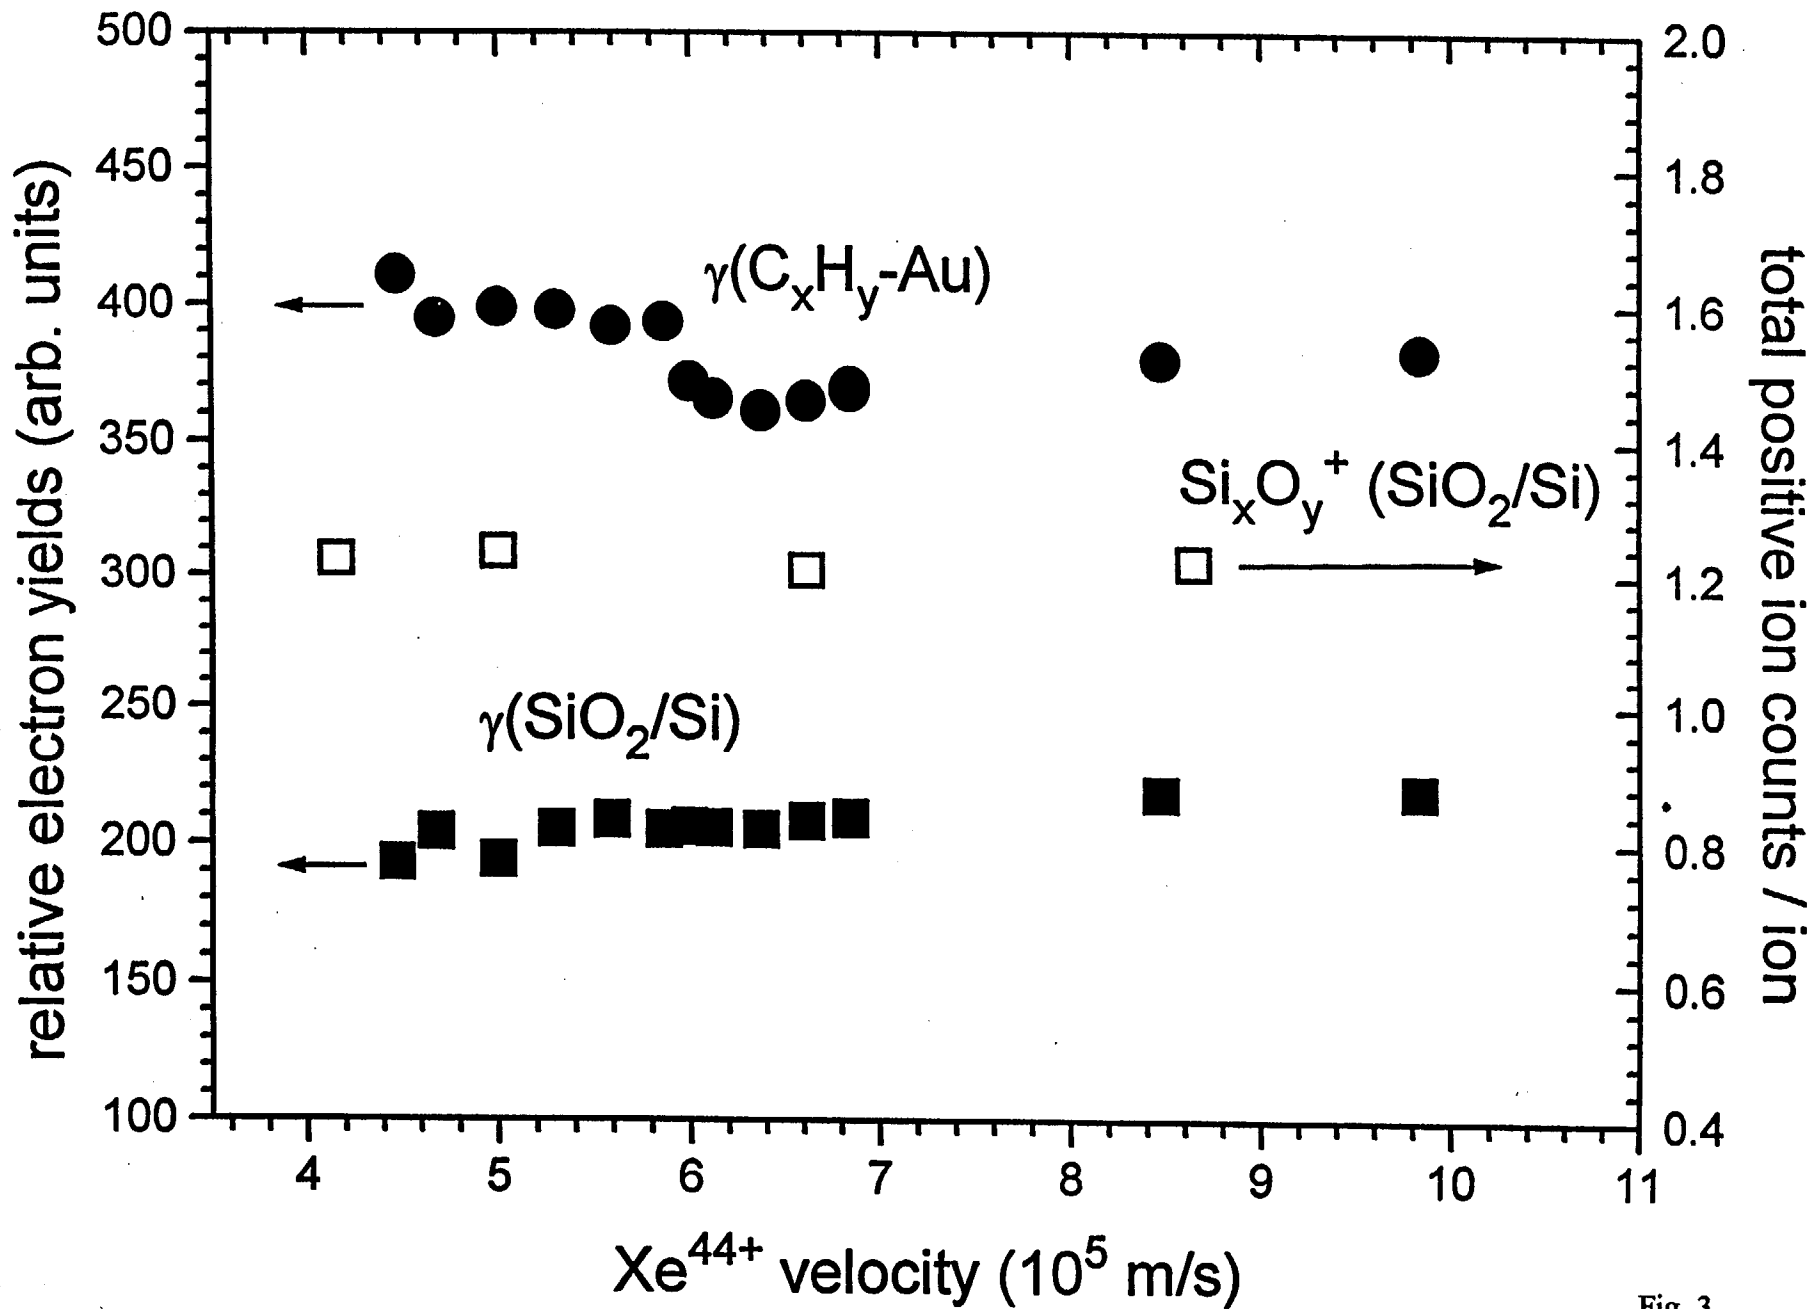 500
450
400
350
300
250
200
150
100
relative electron yields (arb. units)
2.0
1.8
1.6
1.4
1.2
1.0
0.8
0.6
0.4
total positive ion counts / ion
γ(CₓHᵧ-Au)
SiₓOᵧ⁺ (SiO₂/Si)
γ(SiO₂/Si)
4 5 6 7 8 9 10 11
Xe⁴⁴⁺ velocity (10⁵ m/s)
Fig. 3